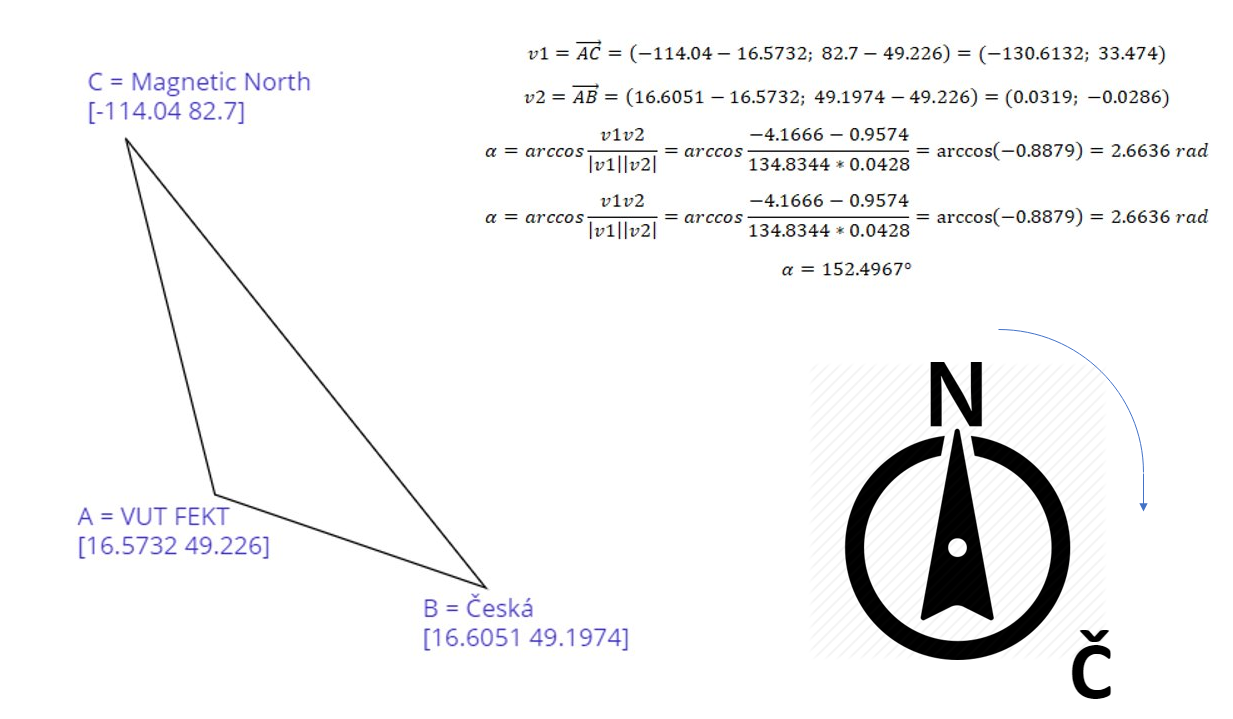 C = Magnetic North
[-114.04 82.7]
A = VUT FEKT
[16.5732 49.226]
B = Česká
[16.6051 49.1974]
v1 = \overrightarrow{AC} = (−114.04 − 16.5732; 82.7 − 49.226) = (−130.6132; 33.474)
v2 = \overrightarrow{AB} = (16.6051 − 16.5732; 49.1974 − 49.226) = (0.0319; −0.0286)
α = arccos \frac{v1v2}{|v1||v2|} = arccos \frac{−4.1666 − 0.9574}{134.8344 * 0.0428} = arccos(−0.8879) = 2.6636 rad
α = arccos \frac{v1v2}{|v1||v2|} = arccos \frac{−4.1666 − 0.9574}{134.8344 * 0.0428} = arccos(−0.8879) = 2.6636 rad
α = 152.4967°
N
Č